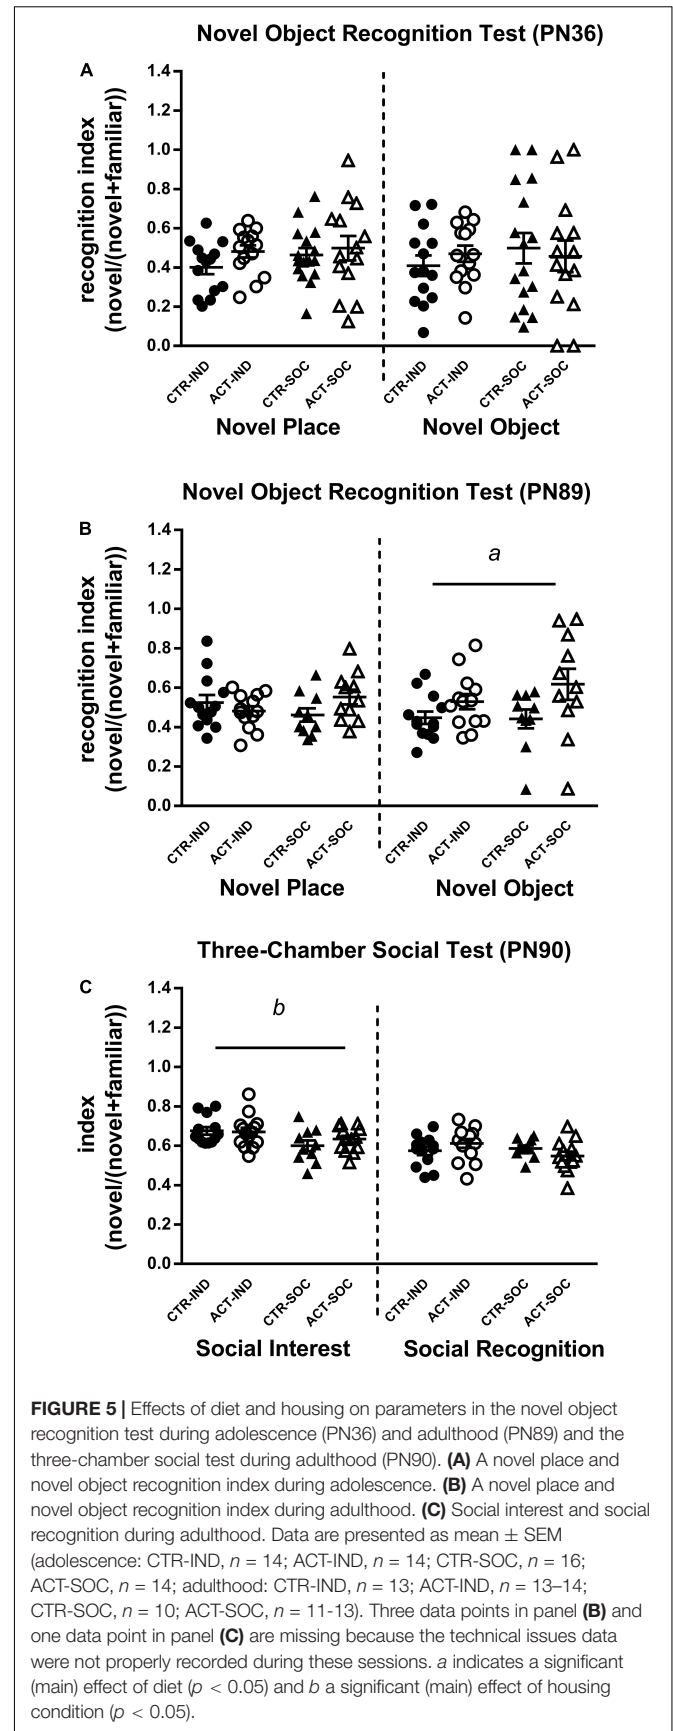 Novel Object Recognition Test (PN36)
A
recognition index
(novel/(novel+familiar))
1.4
1.2
1.0
0.8
0.6
0.4
0.2
0.0
CTR-IND
ACT-IND
CTR-SOC
ACT-SOC
CTR-IND
ACT-IND
CTR-SOC
ACT-SOC
Novel Place
Novel Object
Novel Object Recognition Test (PN89)
B
recognition index
(novel/(novel+familiar))
1.4
1.2
1.0
0.8
0.6
0.4
0.2
0.0
a
CTR-IND
ACT-IND
CTR-SOC
ACT-SOC
CTR-IND
ACT-IND
CTR-SOC
ACT-SOC
Novel Place
Novel Object
Three-Chamber Social Test (PN90)
C
index
(novel/(novel+familiar))
1.4
1.2
1.0
0.8
0.6
0.4
0.2
0.0
b
CTR-IND
ACT-IND
CTR-SOC
ACT-SOC
CTR-IND
ACT-IND
CTR-SOC
ACT-SOC
Social Interest
Social Recognition
FIGURE 5 | Effects of diet and housing on parameters in the novel object
recognition test during adolescence (PN36) and adulthood (PN89) and the
three-chamber social test during adulthood (PN90). (A) A novel place and
novel object recognition index during adolescence. (B) A novel place and
novel object recognition index during adulthood. (C) Social interest and social
recognition during adulthood. Data are presented as mean ± SEM
(adolescence: CTR-IND, n = 14; ACT-IND, n = 14; CTR-SOC, n = 16;
ACT-SOC, n = 14; adulthood: CTR-IND, n = 13; ACT-IND, n = 13–14;
CTR-SOC, n = 10; ACT-SOC, n = 11-13). Three data points in panel (B) and
one data point in panel (C) are missing because the technical issues data
were not properly recorded during these sessions. a indicates a significant
(main) effect of diet (p < 0.05) and b a significant (main) effect of housing
condition (p < 0.05).